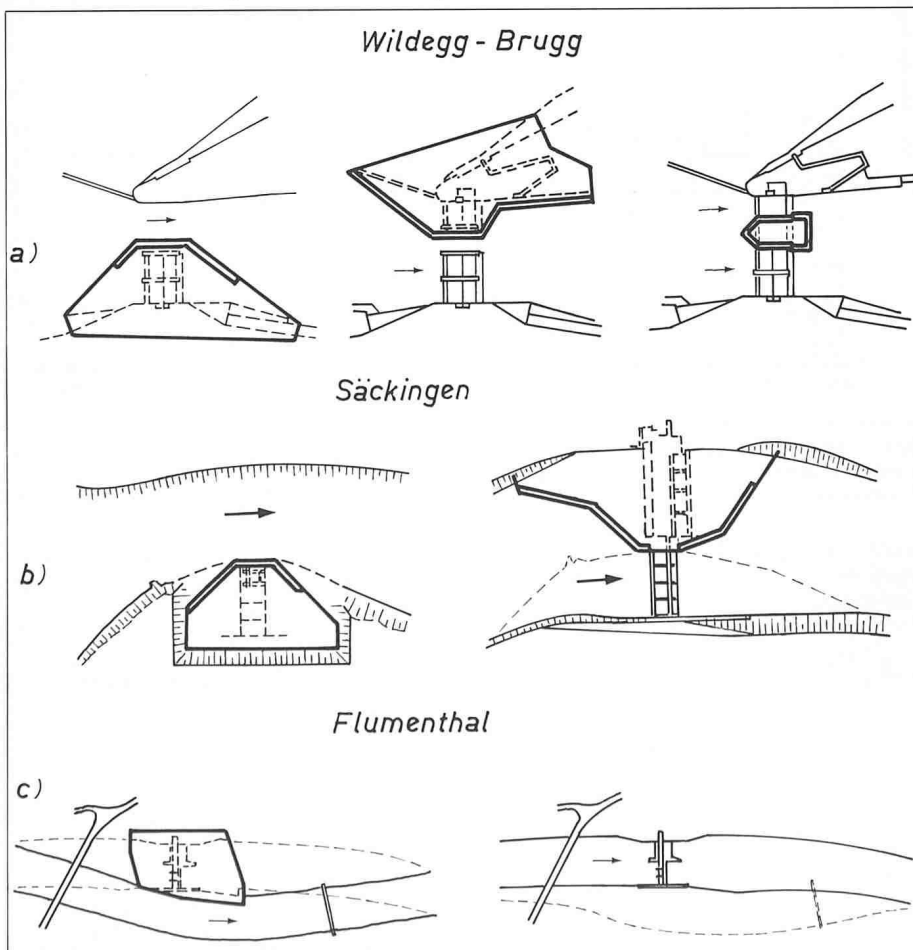 Wildegg - Brugg
a)
Säckingen
b)
Flumenthal
c)